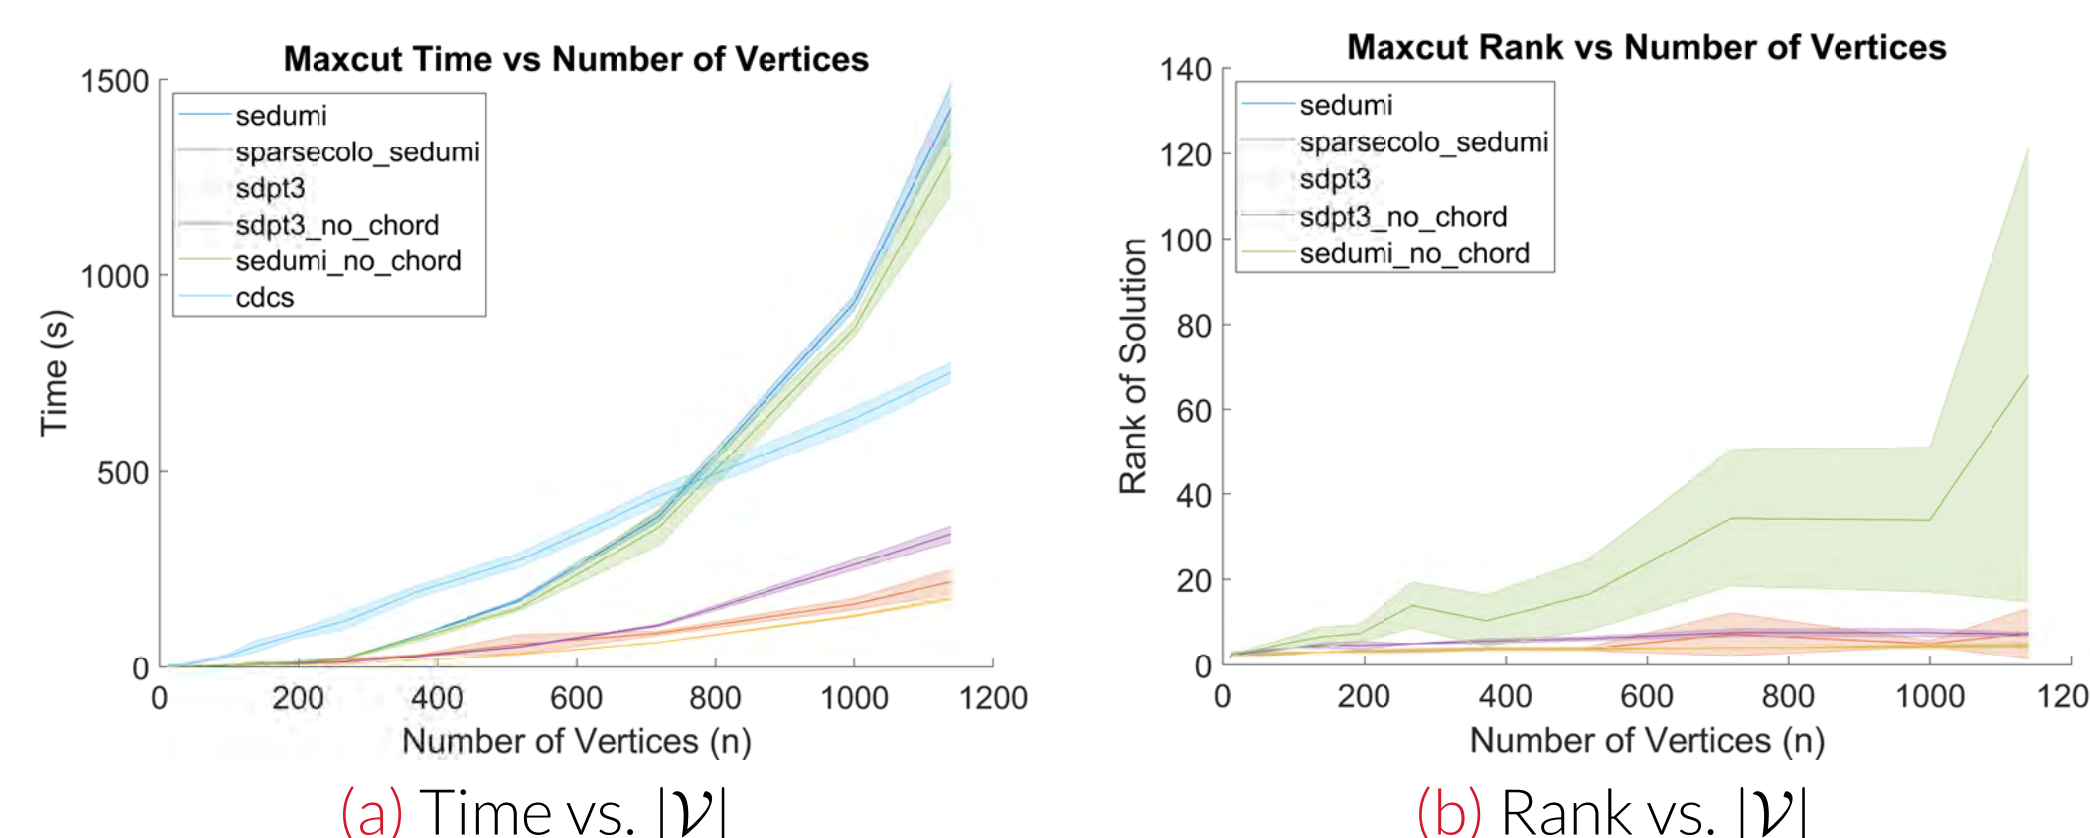 Maxcut Time vs Number of Vertices
1500
1000
500
0
Time (s)
sedumi
sparsecolo_sedumi
sdpt3
sdpt3_no_chord
sedumi_no_chord
cdcs
0 200 400 600 800 1000 1200
Number of Vertices (n)
(a) Time vs. |𝒱|
Maxcut Rank vs Number of Vertices
140
120
100
80
60
40
20
0
Rank of Solution
sedumi
sparsecolo_sedumi
sdpt3
sdpt3_no_chord
sedumi_no_chord
0 200 400 600 800 1000 120
Number of Vertices (n)
(b) Rank vs. |𝒱|